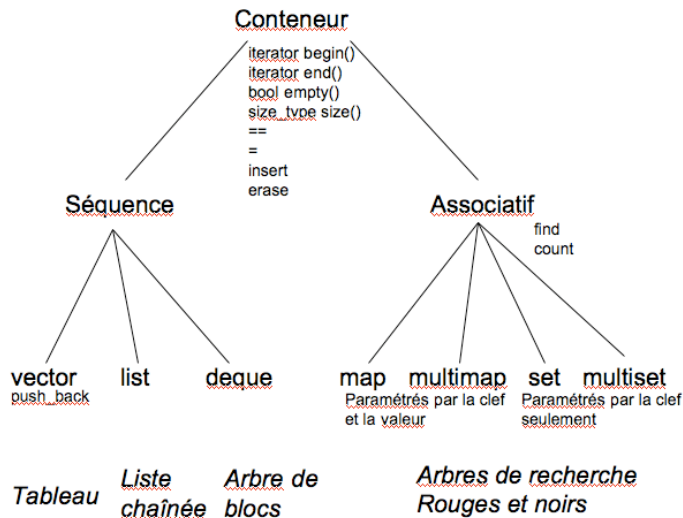 Conteneur
iterator begin()
iterator end()
bool empty()
size_type size()
==
=
insert
erase
Séquence
Associatif
find
count
vector
push_back
list
deque
map
multimap
set
multiset
Paramétrés par la clef
et la valeur
Paramétrés par la clef
seulement
Tableau
Liste
chaînée
Arbre de
blocs
Arbres de recherche
Rouges et noirs